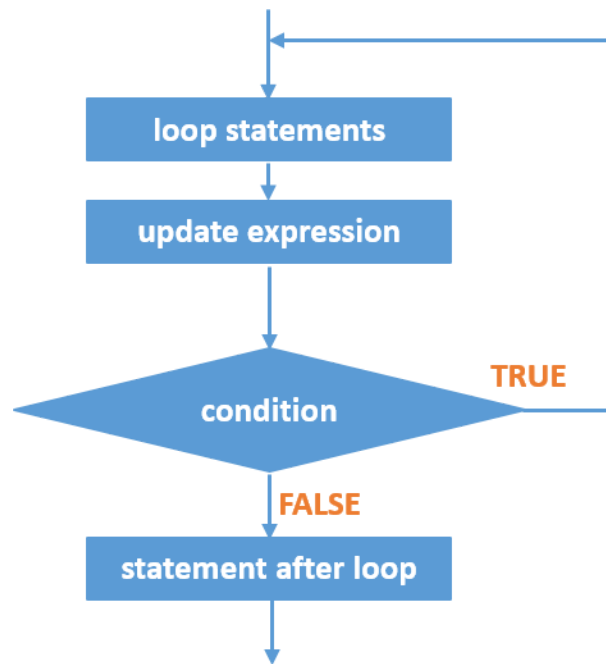 loop statements
update expression
TRUE
condition
FALSE
statement after loop